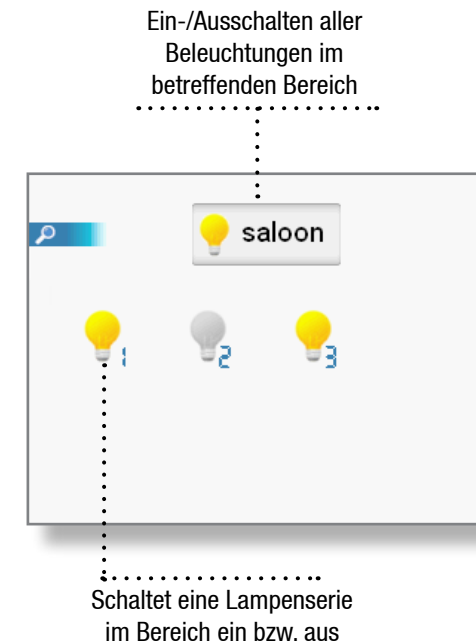 Ein-/Ausschalten aller
Beleuchtungen im
betreffenden Bereich
saloon
1 2 3
Schaltet eine Lampenserie
im Bereich ein bzw. aus